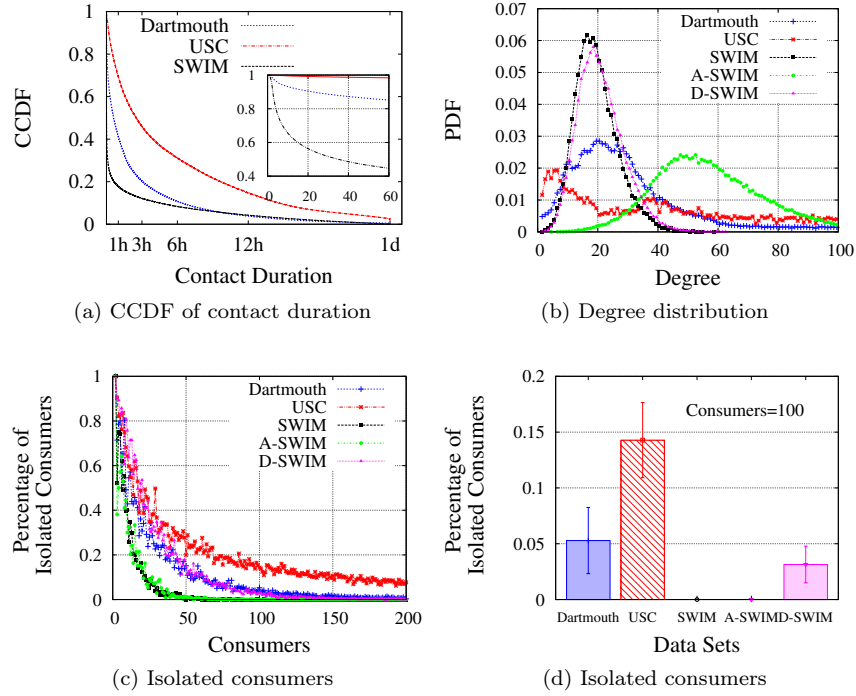 Dartmouth
USC
SWIM
CCDF
1
0.8
0.6
0.4
0.2
0
1
0.8
0.6
0.4
20 40 60
1h 3h 6h 12h 1d
Contact Duration
(a) CCDF of contact duration
Dartmouth
USC
SWIM
A-SWIM
D-SWIM
PDF
0.07
0.06
0.05
0.04
0.03
0.02
0.01
0
0 20 40 60 80 100
Degree
(b) Degree distribution
Dartmouth
USC
SWIM
A-SWIM
D-SWIM
Percentage of
Isolated Consumers
1
0.8
0.6
0.4
0.2
0
0 50 100 150 200
Consumers
(c) Isolated consumers
Consumers=100
Percentage of
Isolated Consumers
0.2
0.15
0.1
0.05
0
Dartmouth USC SWIM A-SWIM D-SWIM
Data Sets
(d) Isolated consumers